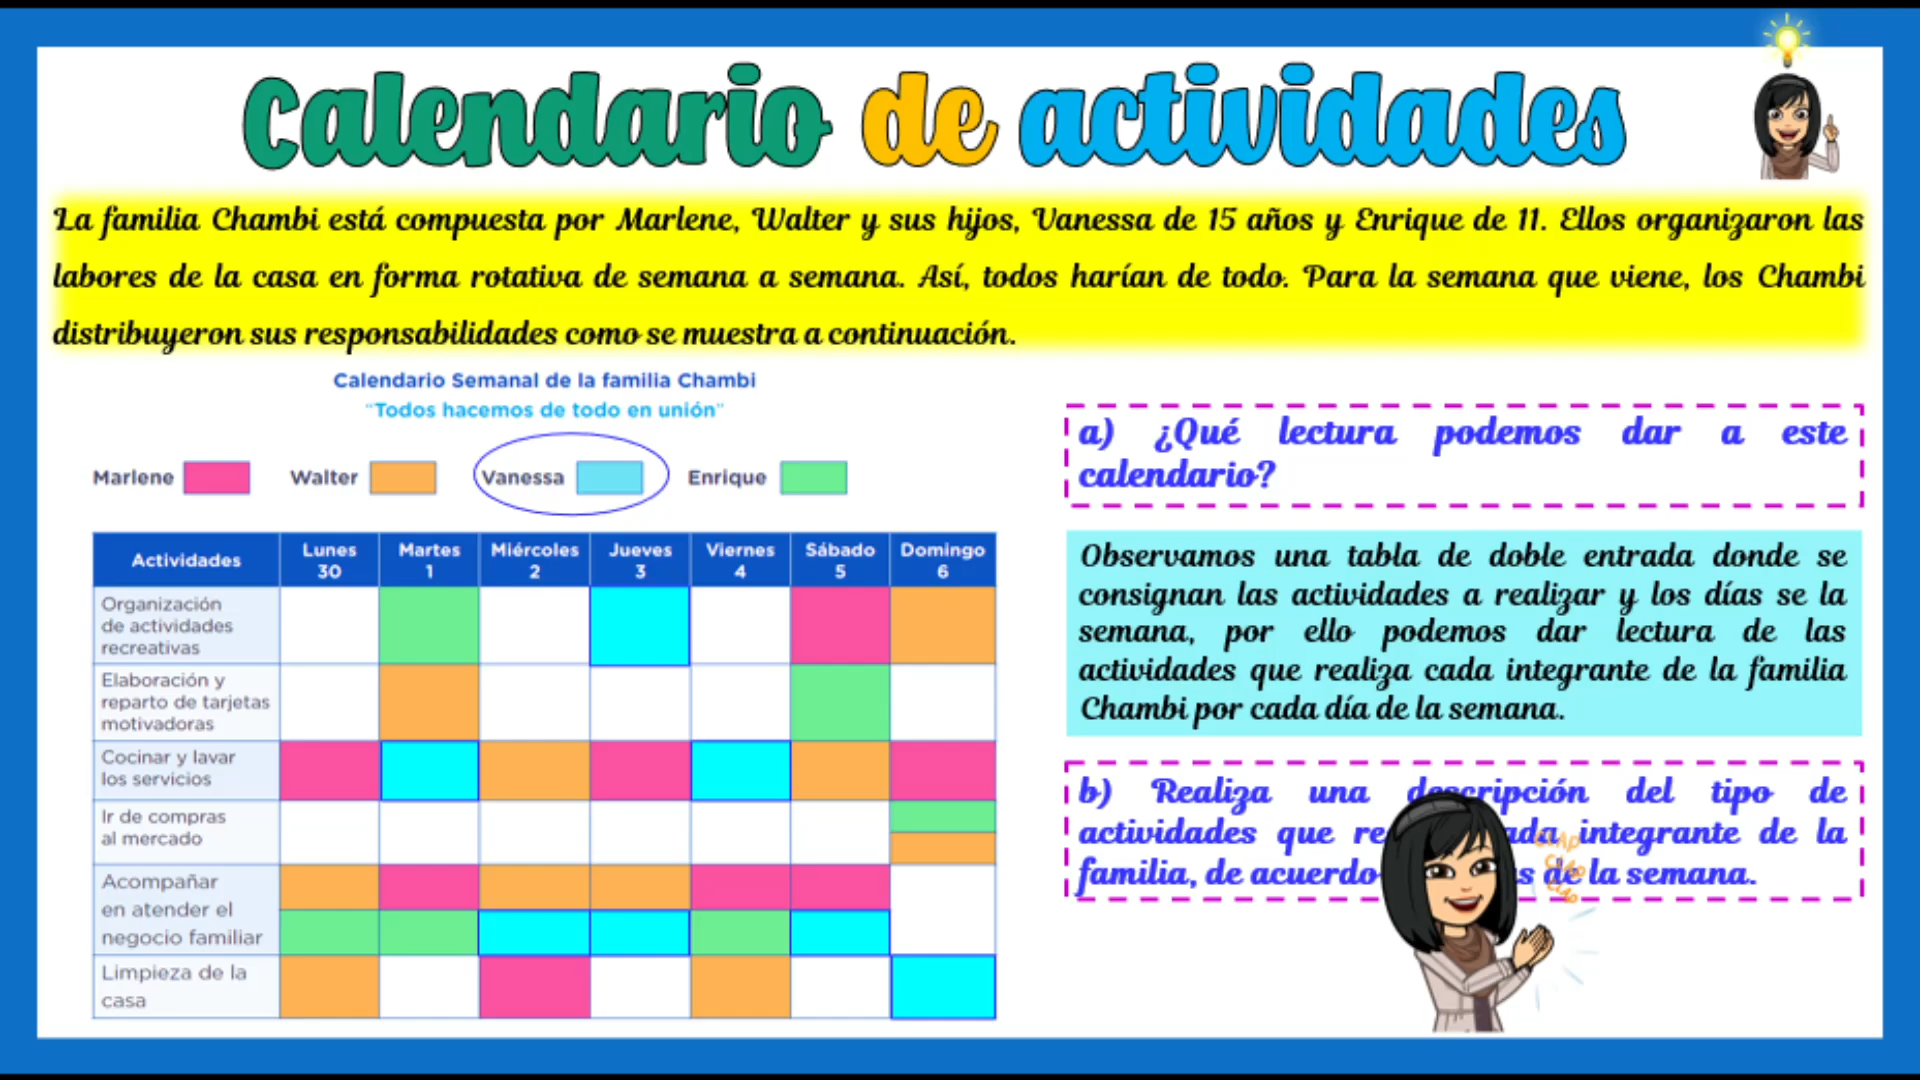 Calendario de actividades
La familia Chambi está compuesta por Marlene, Walter y sus hijos, Vanessa de 15 años y Enrique de 11. Ellos organizaron las
labores de la casa en forma rotativa de semana a semana. Así, todos harían de todo. Para la semana que viene, los Chambi
distribuyeron sus responsabilidades como se muestra a continuación.
Calendario Semanal de la familia Chambi
"Todos hacemos de todo en unión"
Marlene Walter Vanessa Enrique
Actividades
Lunes 30
Martes 1
Miércoles 2
Jueves 3
Viernes 4
Sábado 5
Domingo 6
Organización
de actividades
recreativas
Elaboración y
reparto de tarjetas
motivadoras
Cocinar y lavar
los servicios
Ir de compras
al mercado
Acompañar
en atender el
negocio familiar
Limpieza de la
casa
a) ¿Qué lectura podemos dar a este
calendario?
Observamos una tabla de doble entrada donde se
consignan las actividades a realizar y los días se la
semana, por ello podemos dar lectura de las
actividades que realiza cada integrante de la familia
Chambi por cada día de la semana.
b) Realiza una descripción del tipo de
actividades que integrante de la
familia, de acuerdo de la semana.